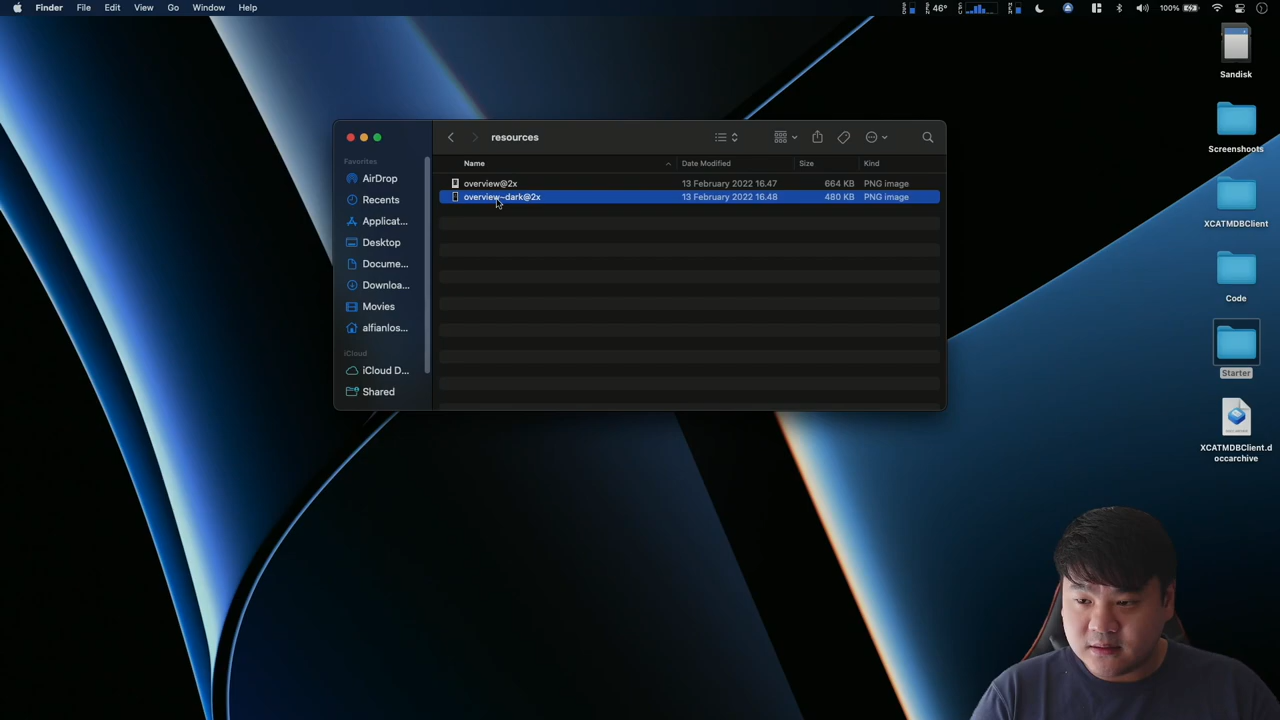 Finder File Edit View Go Window Help
46° 100%
resources
Favorites
AirDrop
Recents
Applicat...
Desktop
Docume...
Downloa...
Movies
alfianlos...
iCloud
iCloud D...
Shared
Name Date Modified Size Kind
overview@2x 13 February 2022 16.47 664 KB PNG image
overview~dark@2x 13 February 2022 16.48 480 KB PNG image
Sandisk
Screenshoots
XCATMDBClient
Code
Starter
XCATMDBClient.d
occarchive